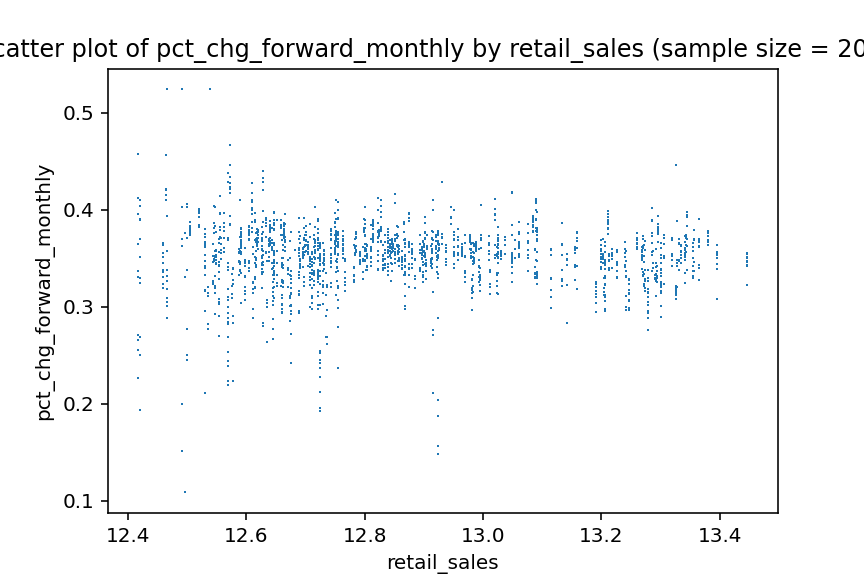 catter plot of pct_chg_forward_monthly by retail_sales (sample size = 20
0.5
0.4
0.3
0.2
0.1
pct_chg_forward_monthly
12.4 12.6 12.8 13.0 13.2 13.4
retail_sales